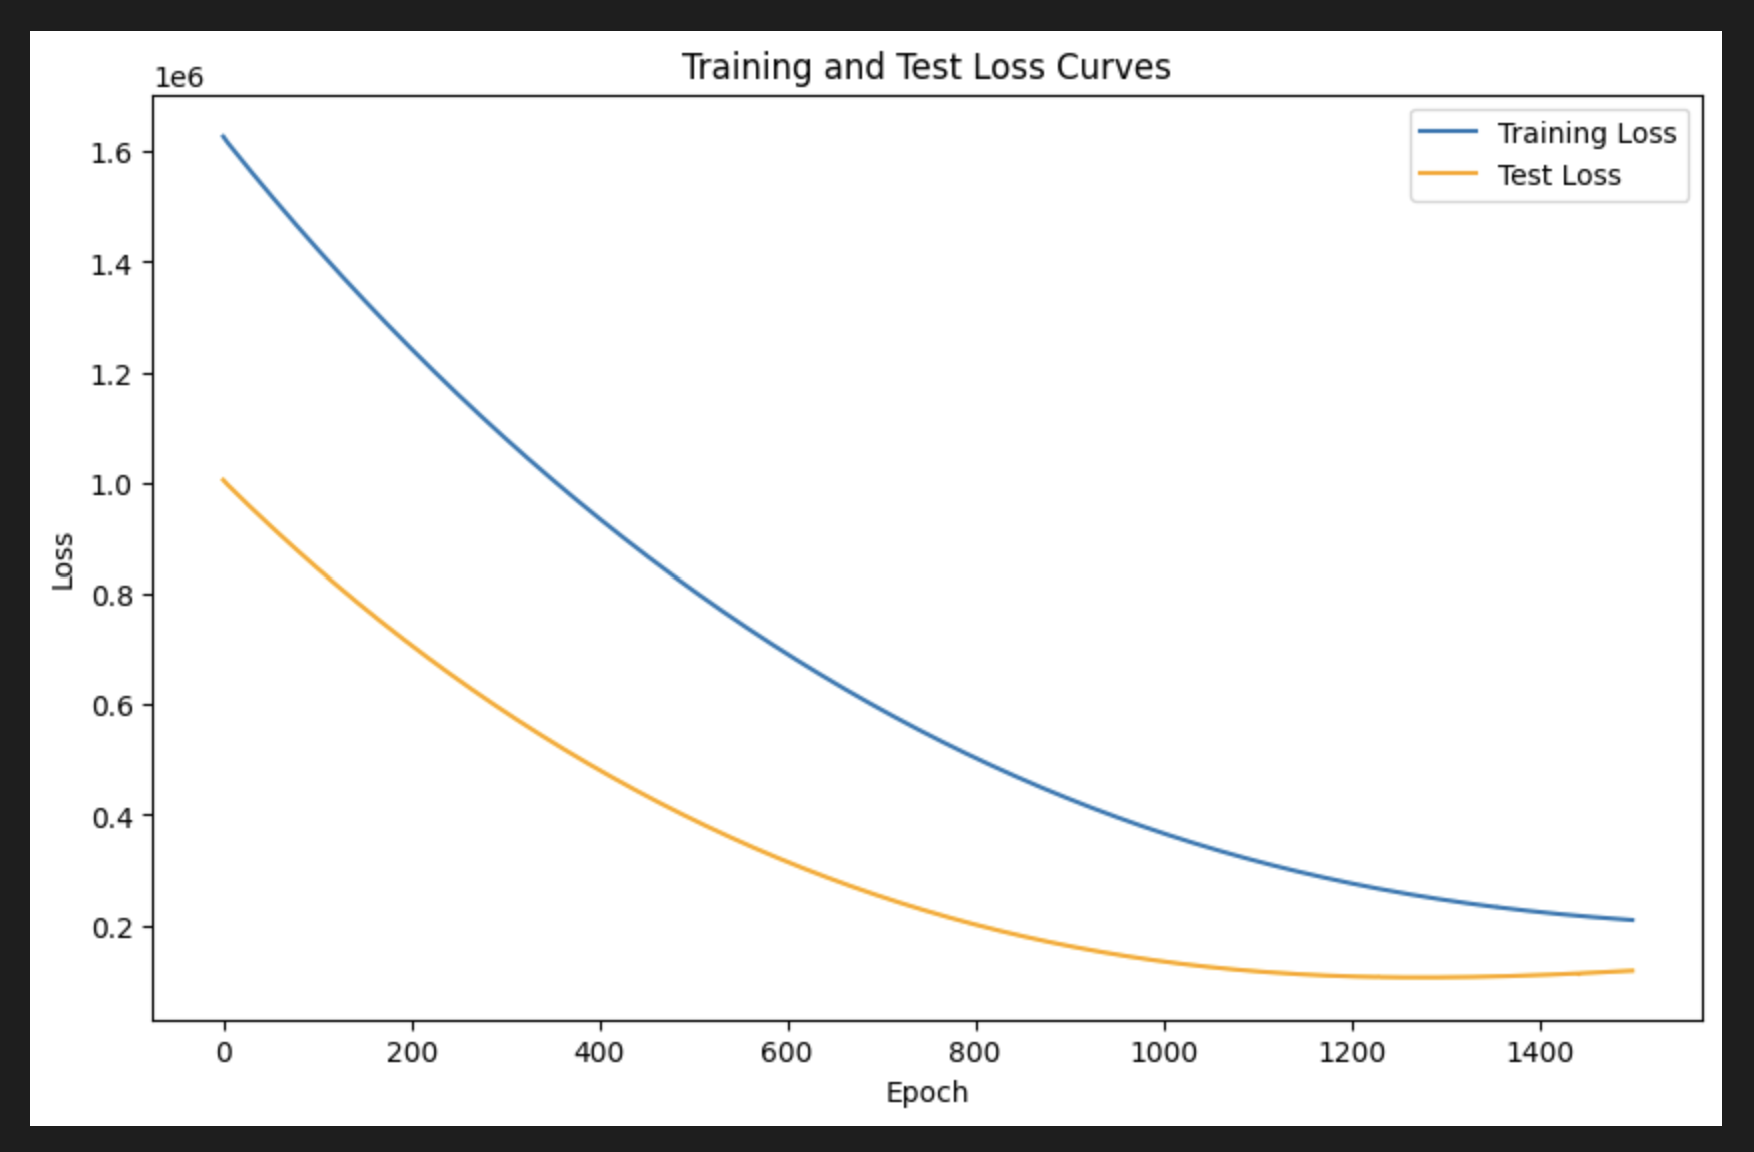 Training and Test Loss Curves
1e6
Training Loss
Test Loss
1.6
1.4
1.2
1.0
0.8
0.6
0.4
0.2
Loss
0 200 400 600 800 1000 1200 1400
Epoch